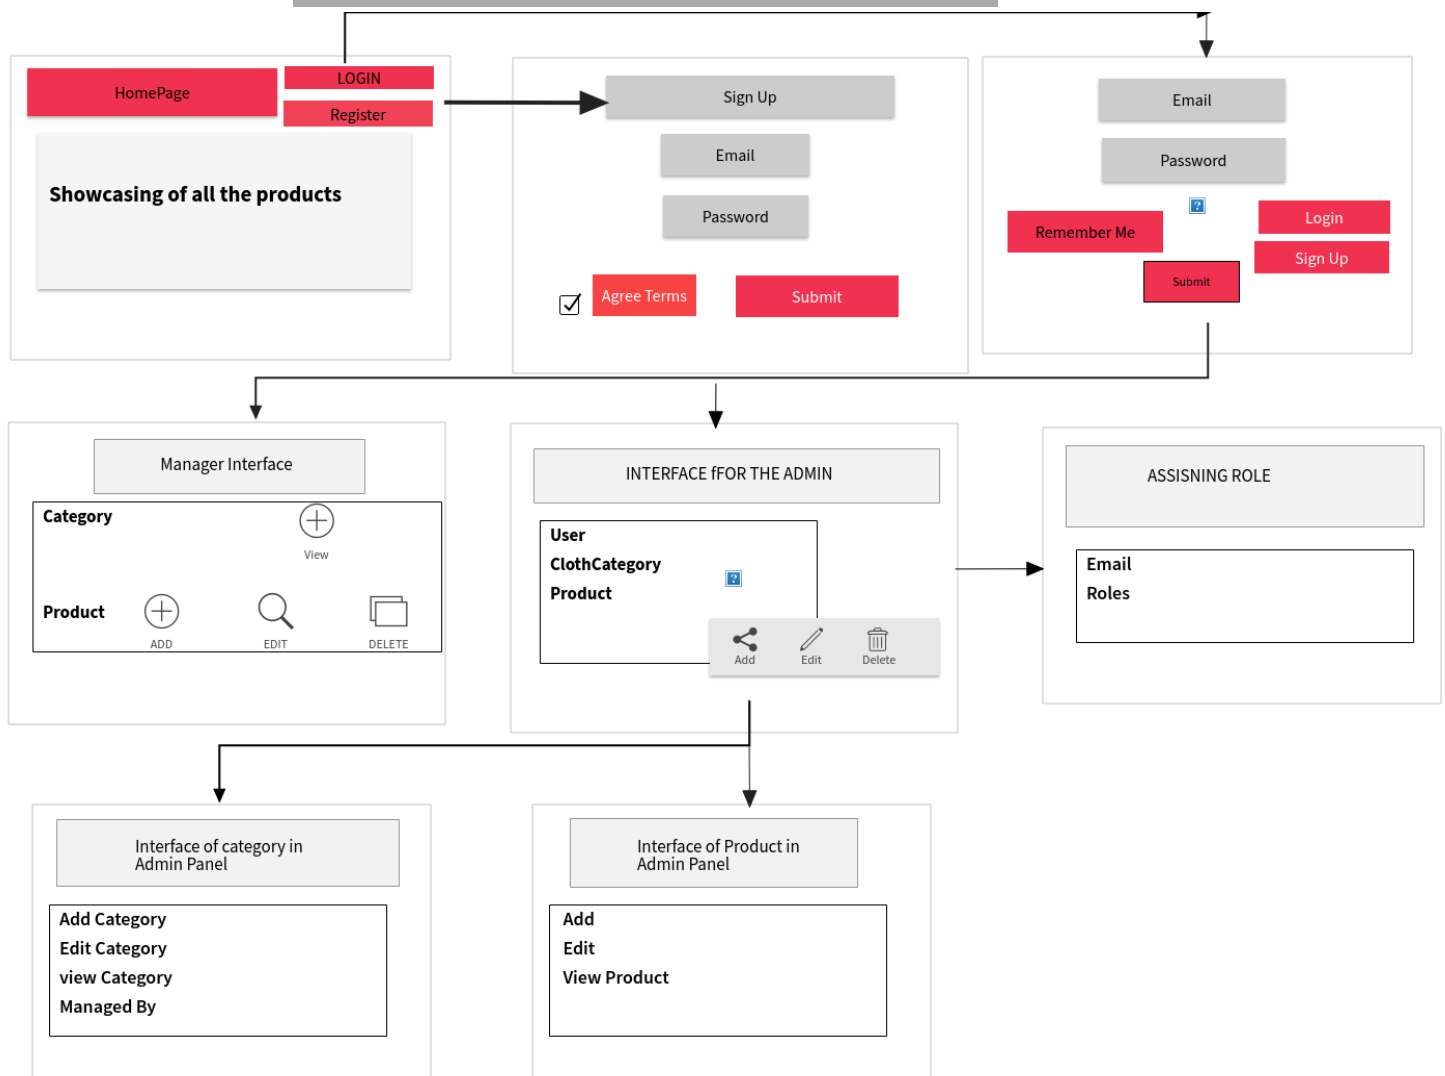 HomePage
LOGIN
Register
Showcasing of all the products
Sign Up
Email
Password
Agree Terms
Submit
Email
Password
?
Remember Me
Login
Sign Up
Submit
Manager Interface
Category
View
Product
ADD
EDIT
DELETE
INTERFACE fFOR THE ADMIN
User
ClothCategory
?
Product
Add
Edit
Delete
ASSISNING ROLE
Email
Roles
Interface of category in
Admin Panel
Add Category
Edit Category
view Category
Managed By
Interface of Product in
Admin Panel
Add
Edit
View Product